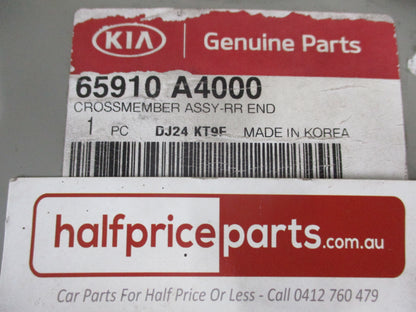 KIA Genuine Parts
65910 A4000
CROSSMEMBER ASSY-RR END
1 PC DJ24 KT9F MADE IN KOREA
halfpriceparts.com.au
Car Parts For Half Price Or Less - Call 0412 760 479